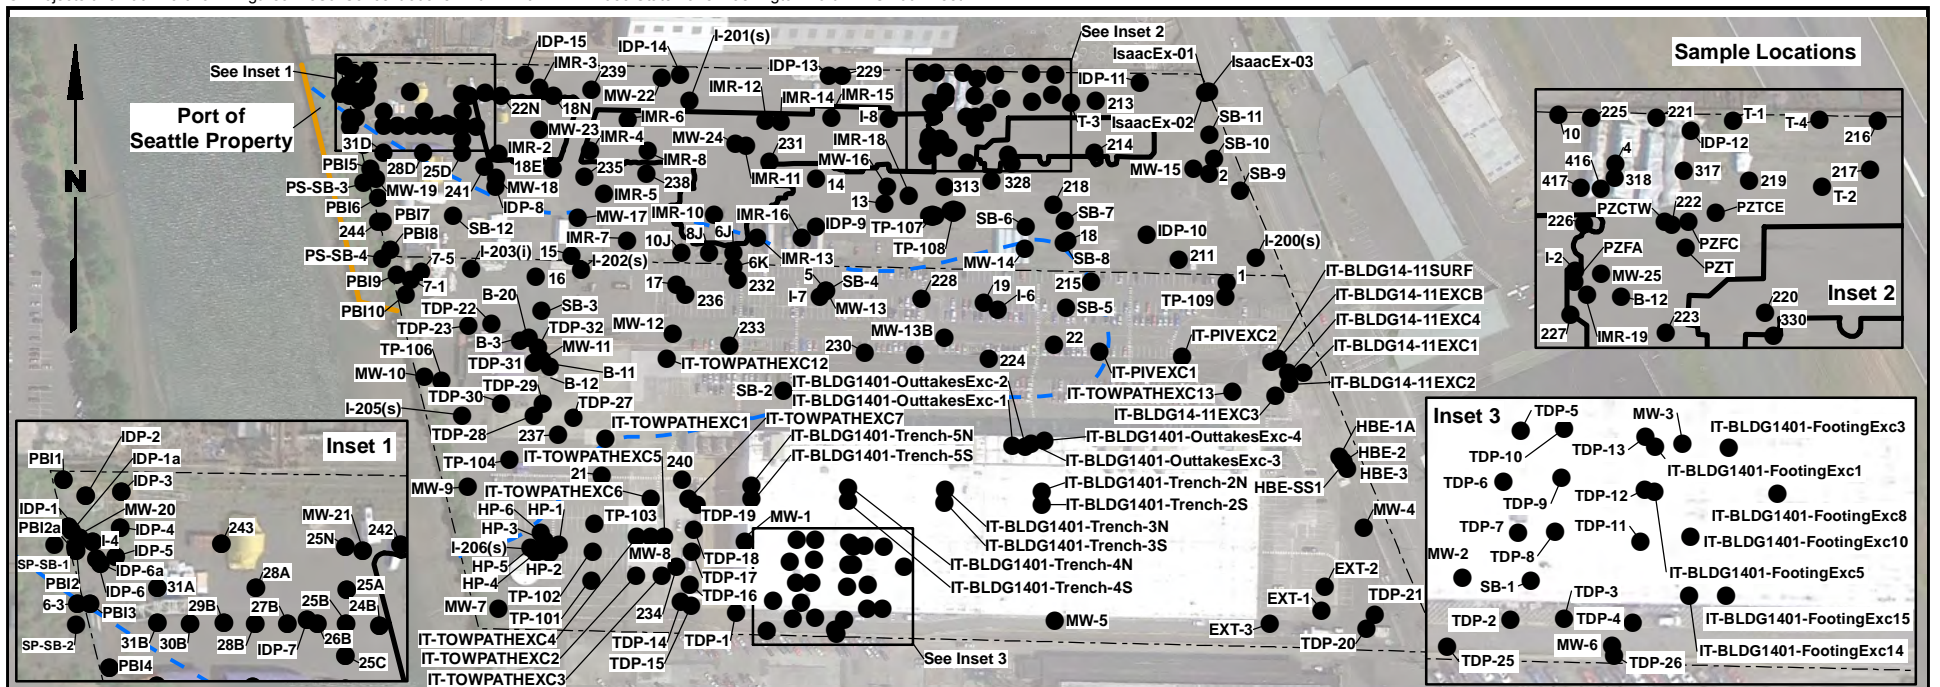 Sample Locations
Port of
Seattle Property
N
See Inset 1
See Inset 2
See Inset 3
IDP-15
IMR-3
239
IDP-14
I-201(s)
MW-22
22N
18N
IMR-12
IDP-13
229
IMR-14
IMR-15
I-8
IMR-18
IDP-11
IsaacEx-01
IsaacEx-03
213
T-3
IsaacEx-02
SB-11
214
SB-10
MW-15
2
SB-9
31D
28D
25D
241
IMR-2
18E
MW-18
IDP-8
MW-23
IMR-4
IMR-6
IMR-8
235
238
IMR-5
MW-24
231
IMR-11
MW-16
14
13
313
328
218
PBI5
PS-SB-3
MW-19
PBI6
PBI7
244
PBI8
PS-SB-4
SB-12
PBI9
7-5
7-1
PBI10
I-203(i)
MW-17
IMR-10
IMR-7
15
I-202(s)
16
10J
8J
6J
6K
232
17
236
IMR-16
IDP-9
IMR-13
TP-107
TP-108
SB-6
SB-7
18
SB-8
MW-14
IDP-10
211
I-200(s)
1
TP-109
5
SB-4
I-7
MW-13
228
19
I-6
215
SB-5
TDP-22
TDP-23
B-20
SB-3
TDP-32
B-3
MW-11
TDP-31
B-11
B-12
MW-12
233
IT-TOWPATHEXC12
MW-13B
230
224
22
IT-PIVEXC2
IT-PIVEXC1
IT-BLDG14-11SURF
IT-BLDG14-11EXCB
IT-BLDG14-11EXC4
IT-BLDG14-11EXC1
IT-BLDG14-11EXC2
IT-TOWPATHEXC13
IT-BLDG14-11EXC3
TP-106
MW-10
TDP-29
TDP-30
TDP-27
I-205(s)
TDP-28
237
SB-2
IT-BLDG1401-OuttakesExc-2
IT-BLDG1401-OuttakesExc-1
IT-TOWPATHEXC7
IT-TOWPATHEXC1
IT-BLDG1401-Trench-5N
IT-BLDG1401-Trench-5S
IT-BLDG1401-OuttakesExc-4
IT-BLDG1401-OuttakesExc-3
IT-BLDG1401-Trench-2N
IT-BLDG1401-Trench-2S
IT-BLDG1401-Trench-3N
IT-BLDG1401-Trench-3S
IT-BLDG1401-Trench-4N
IT-BLDG1401-Trench-4S
TP-104
IT-TOWPATHEXC5
21
240
MW-9
IT-TOWPATHEXC6
HP-6
HP-1
HP-3
TP-103
TDP-19
MW-1
I-206(s)
HP-5
HP-4
HP-2
MW-8
TDP-18
TDP-17
TDP-16
MW-7
TP-102
TP-101
234
IT-TOWPATHEXC4
IT-TOWPATHEXC2
IT-TOWPATHEXC3
TDP-14
TDP-15
TDP-1
MW-5
HBE-1A
HBE-2
HBE-3
HBE-SS1
MW-4
EXT-2
EXT-1
EXT-3
TDP-21
TDP-20
Inset 1
PBI1
IDP-2
IDP-1a
IDP-3
IDP-1
MW-20
PBI2a
IDP-4
I-4
IDP-5
SP-SB-1
IDP-6a
PBI2
IDP-6
6-3
PBI3
SP-SB-2
PBI4
243
MW-21
242
25N
31A
28A
25A
29B
27B
25B
24B
31B
30B
28B
IDP-7
26B
25C
Inset 2
10
225
221
T-1
T-4
216
IDP-12
416
4
417
318
317
219
217
T-2
226
PZCTW
222
PZTCE
PZFA
PZFC
I-2
PZT
MW-25
B-12
227
IMR-19
223
220
330
Inset 3
TDP-5
MW-3
IT-BLDG1401-FootingExc3
TDP-10
TDP-13
IT-BLDG1401-FootingExc1
TDP-6
TDP-9
TDP-12
IT-BLDG1401-FootingExc8
TDP-7
TDP-11
IT-BLDG1401-FootingExc10
MW-2
TDP-8
IT-BLDG1401-FootingExc5
SB-1
TDP-3
TDP-2
TDP-4
IT-BLDG1401-FootingExc15
MW-6
IT-BLDG1401-FootingExc14
TDP-25
TDP-26